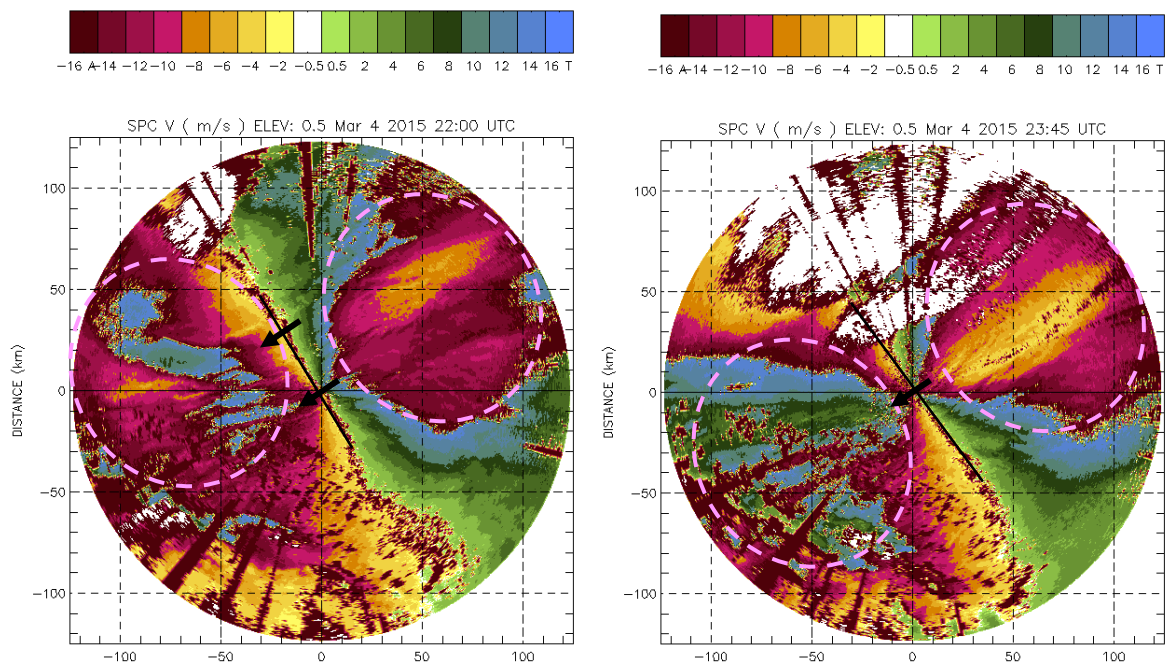 −16 A −14 −12 −10 −8 −6 −4 −2 −0.5 0.5 2 4 6 8 10 12 14 16 T
SPC V ( m/s ) ELEV: 0.5 Mar 4 2015 22:00 UTC
100
50
0
−50
−100
DISTANCE (km)
−100 −50 0 50 100
−16 A −14 −12 −10 −8 −6 −4 −2 −0.5 0.5 2 4 6 8 10 12 14 16 T
SPC V ( m/s ) ELEV: 0.5 Mar 4 2015 23:45 UTC
100
50
0
−50
−100
DISTANCE (km)
−100 −50 0 50 100